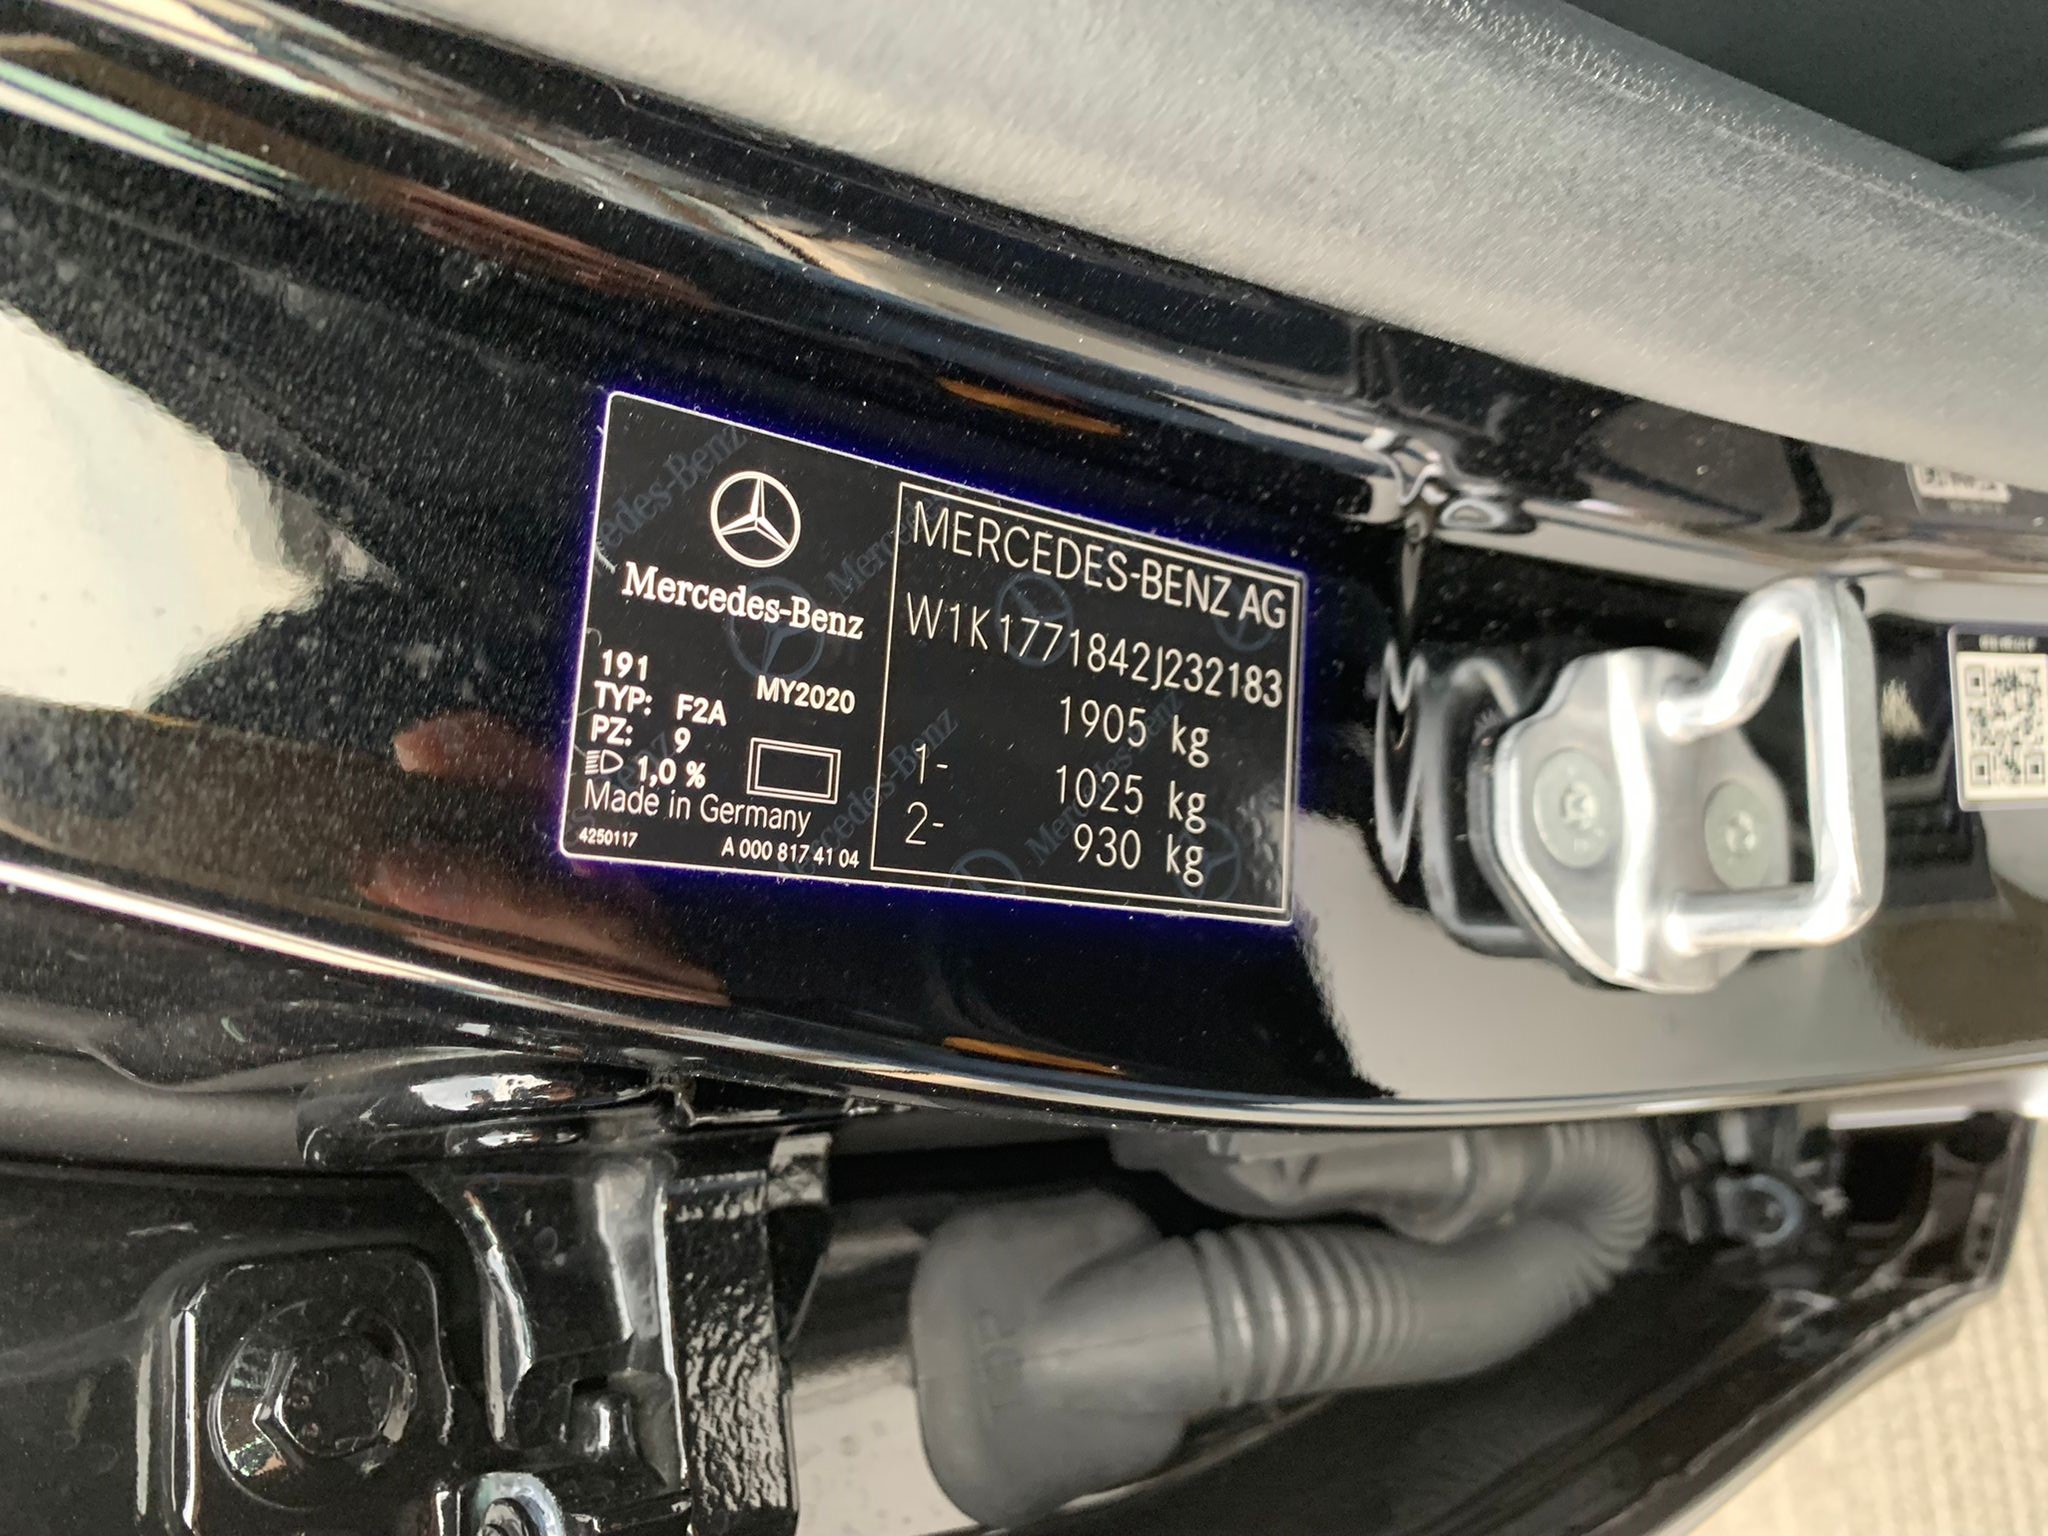 Mercedes-Benz
191
TYP: F2A
MY2020
PZ: 9
1,0 %
Made in Germany
4250117
A 000 817 41 04
MERCEDES-BENZ AG
W1K1771842J232183
1905 kg
1- 1025 kg
2- 930 kg